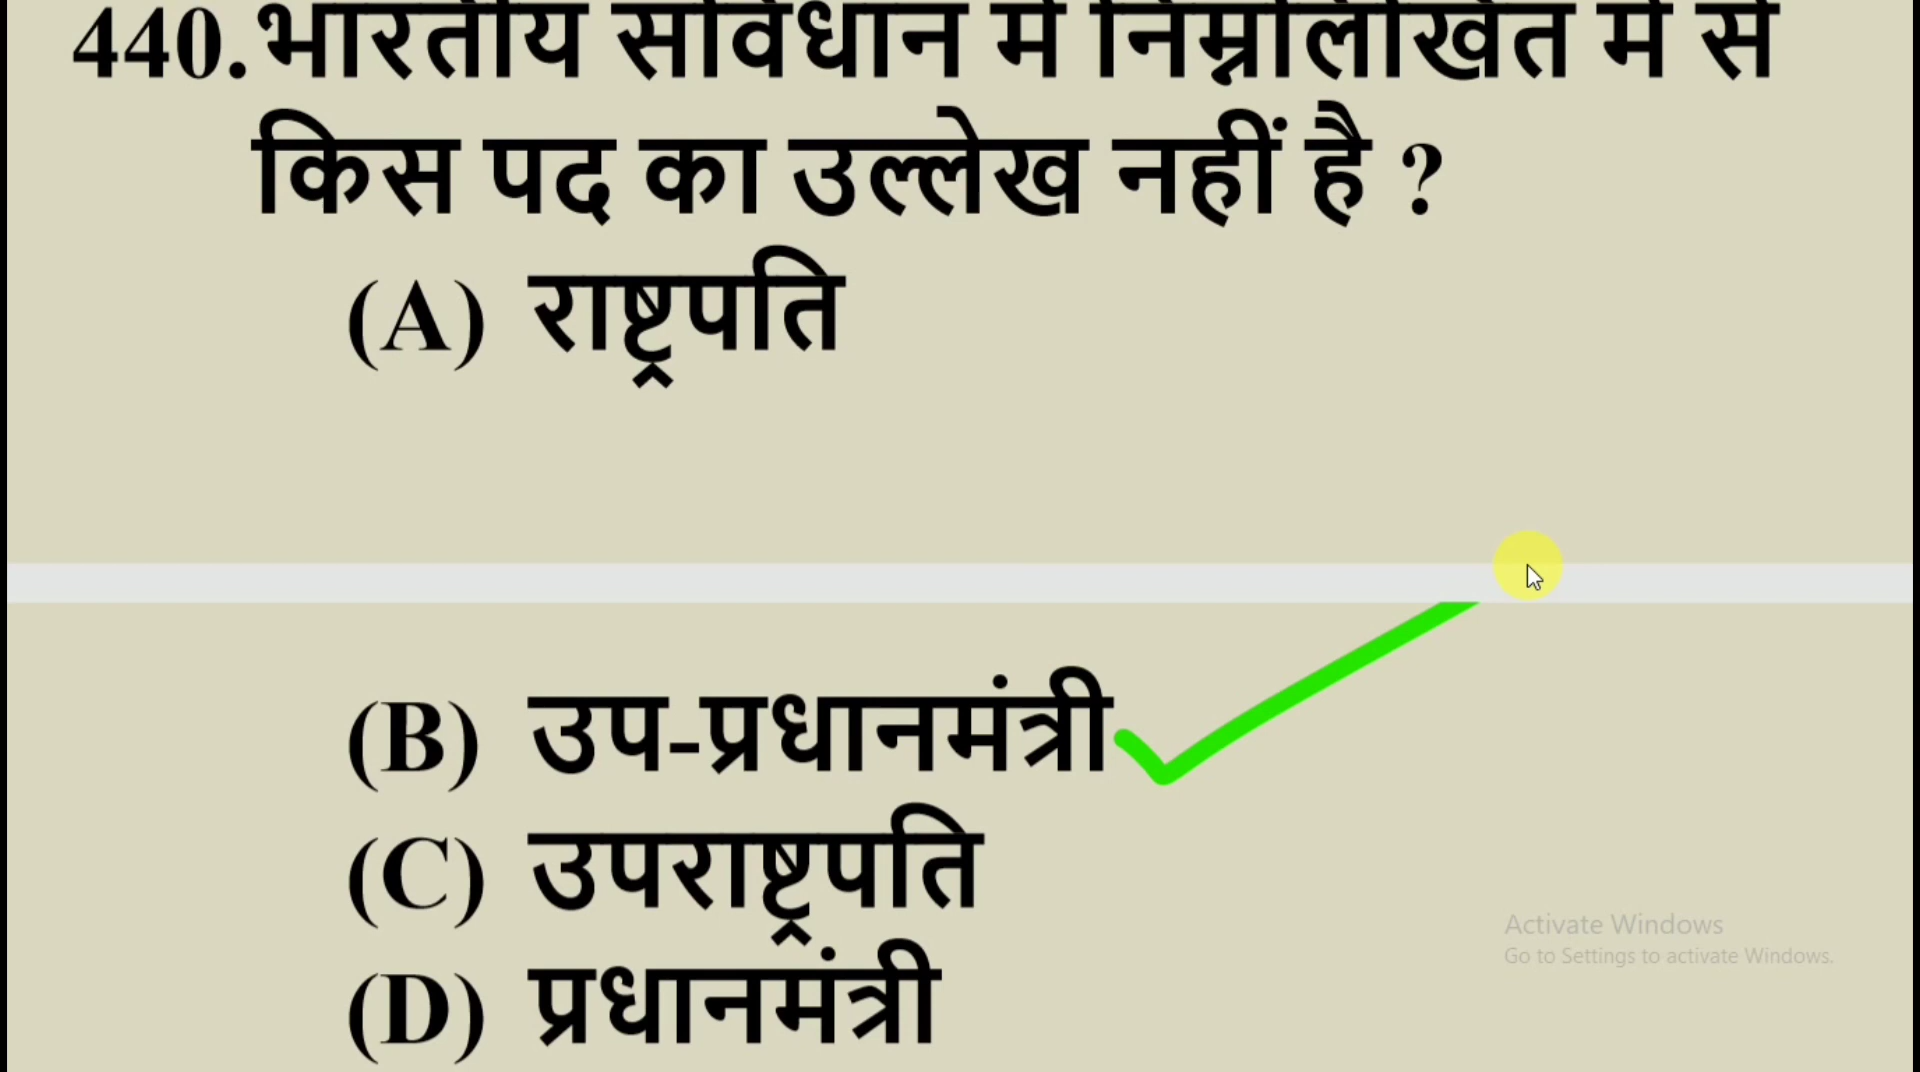 440.भारतीय संविधान में निम्नलिखित में से
किस पद का उल्लेख नहीं है ?
(A) राष्ट्रपति
(B) उप-प्रधानमंत्री
(C) उपराष्ट्रपति
(D) प्रधानमंत्री
Activate Windows
Go to Settings to activate Windows.